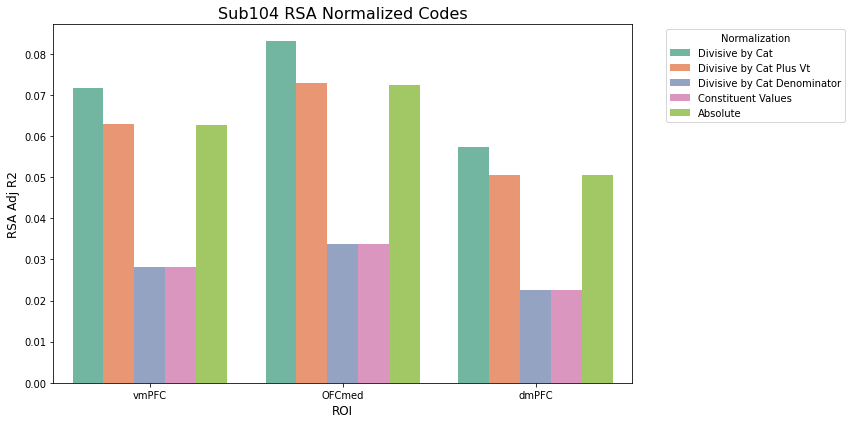 Sub104 RSA Normalized Codes
RSA Adj R2
0.08
0.07
0.06
0.05
0.04
0.03
0.02
0.01
0.00
vmPFC
OFCmed
dmPFC
ROI
Normalization
Divisive by Cat
Divisive by Cat Plus Vt
Divisive by Cat Denominator
Constituent Values
Absolute